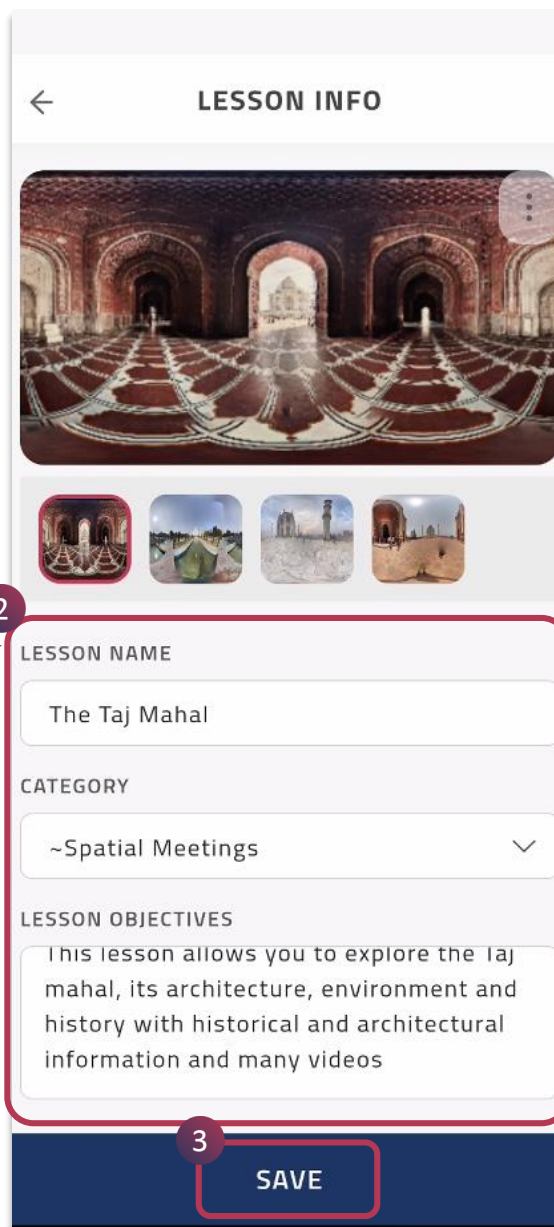 LESSON INFO
2
LESSON NAME
The Taj Mahal
CATEGORY
~Spatial Meetings
LESSON OBJECTIVES
This lesson allows you to explore the Taj
mahal, its architecture, environment and
history with historical and architectural
information and many videos
3
SAVE